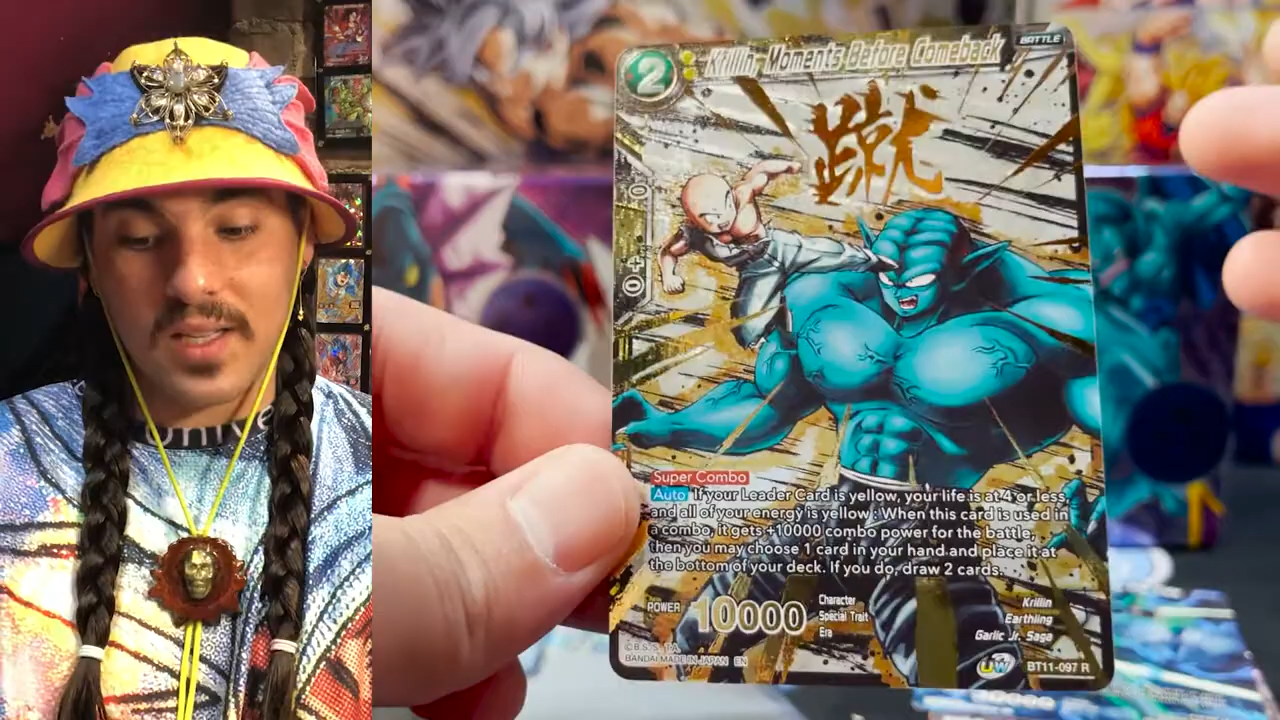 2
Krillin, Moments Before Comeback
BATTLE
蹴
Super Combo
Auto If your Leader Card is yellow, your life is at 4 or less,
and all of your energy is yellow : When this card is used in
a combo, it gets +10000 combo power for the battle,
then you may choose 1 card in your hand and place it at
the bottom of your deck. If you do, draw 2 cards.
POWER 10000
Character Krillin
Special Trait Earthling
Era Garlic Jr. Saga
©B.S./S., T.A.
BANDAI MADE IN JAPAN EN
UW
BT11-097 R